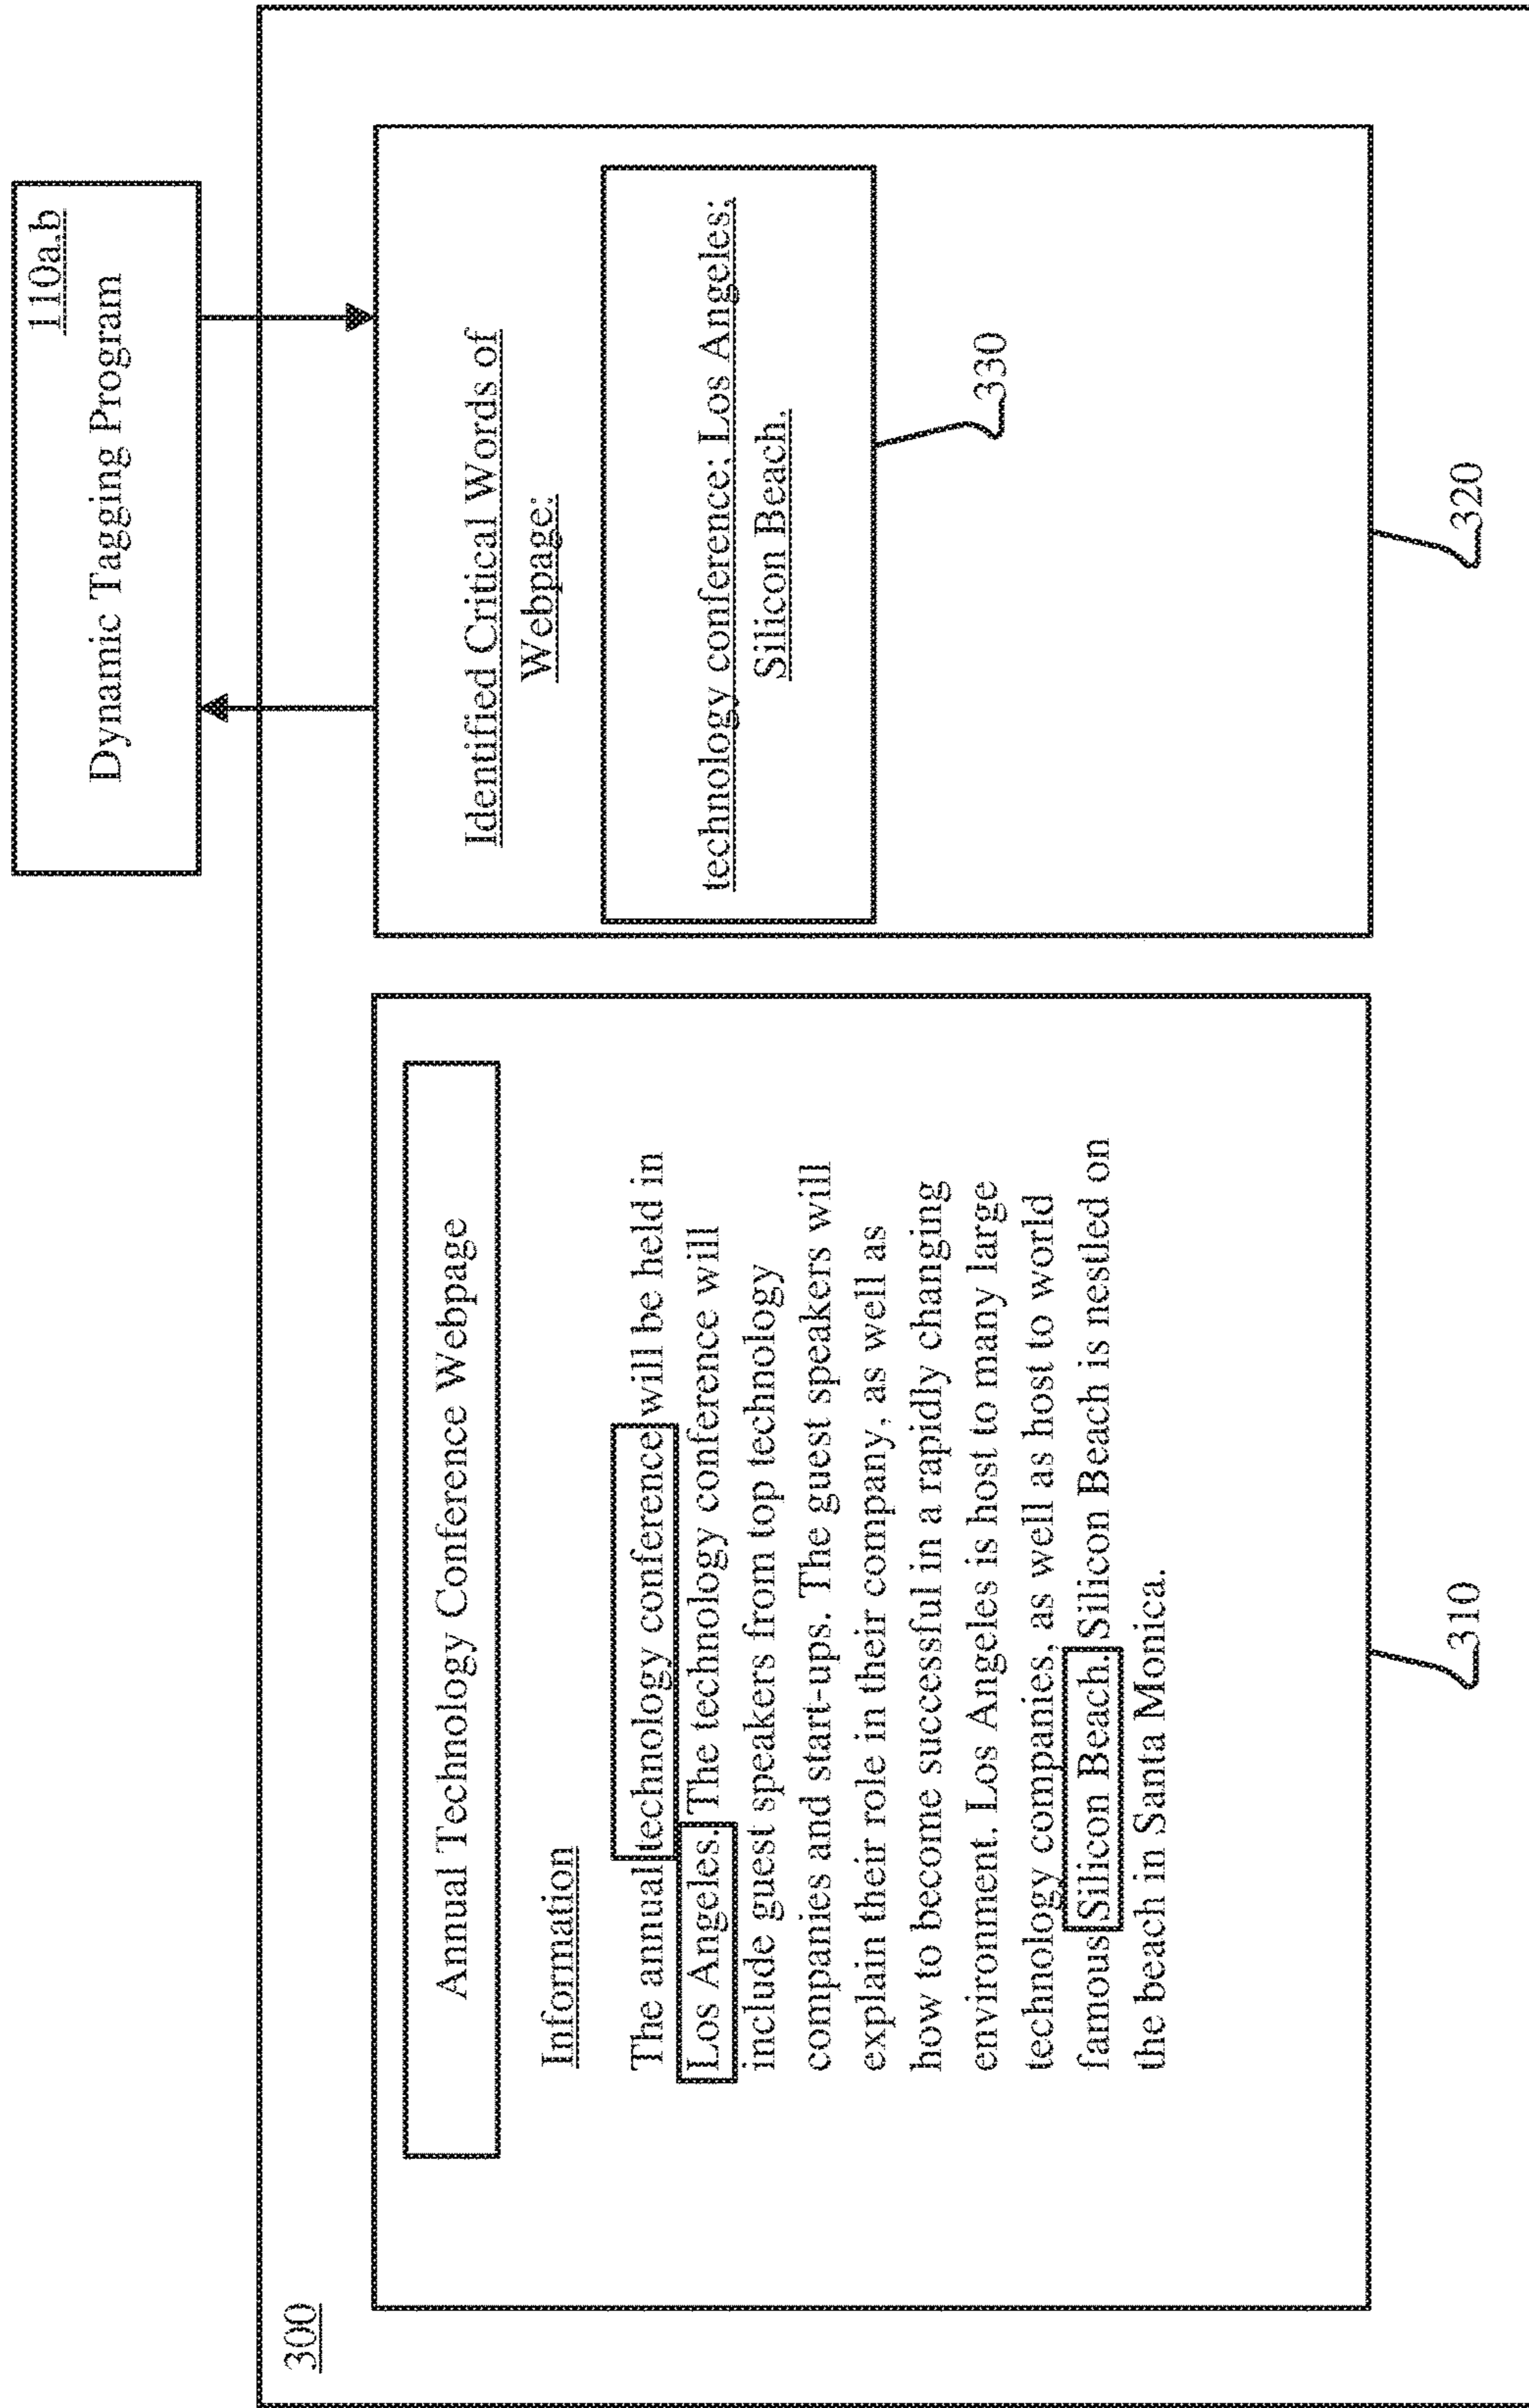 110a,b
Dynamic Tagging Program
300
Annual Technology Conference Webpage
Information
The annual technology conference will be held in
Los Angeles. The technology conference will
include guest speakers from top technology
companies and start-ups. The guest speakers will
explain their role in their company, as well as
how to become successful in a rapidly changing
environment. Los Angeles is host to many large
technology companies, as well as host to world
famous Silicon Beach. Silicon Beach is nestled on
the beach in Santa Monica.
310
Identified Critical Words of
Webpage:
technology conference; Los Angeles;
Silicon Beach.
330
320